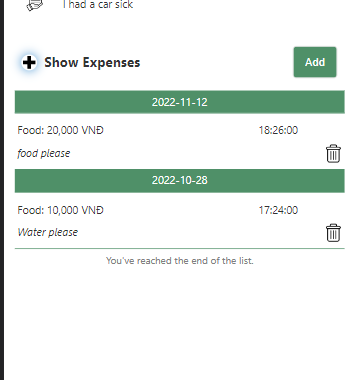 I had a car sick
Show Expenses
Add
2022-11-12
Food: 20,000 VNĐ 18:26:00
food please
2022-10-28
Food: 10,000 VNĐ 17:24:00
Water please
You've reached the end of the list.